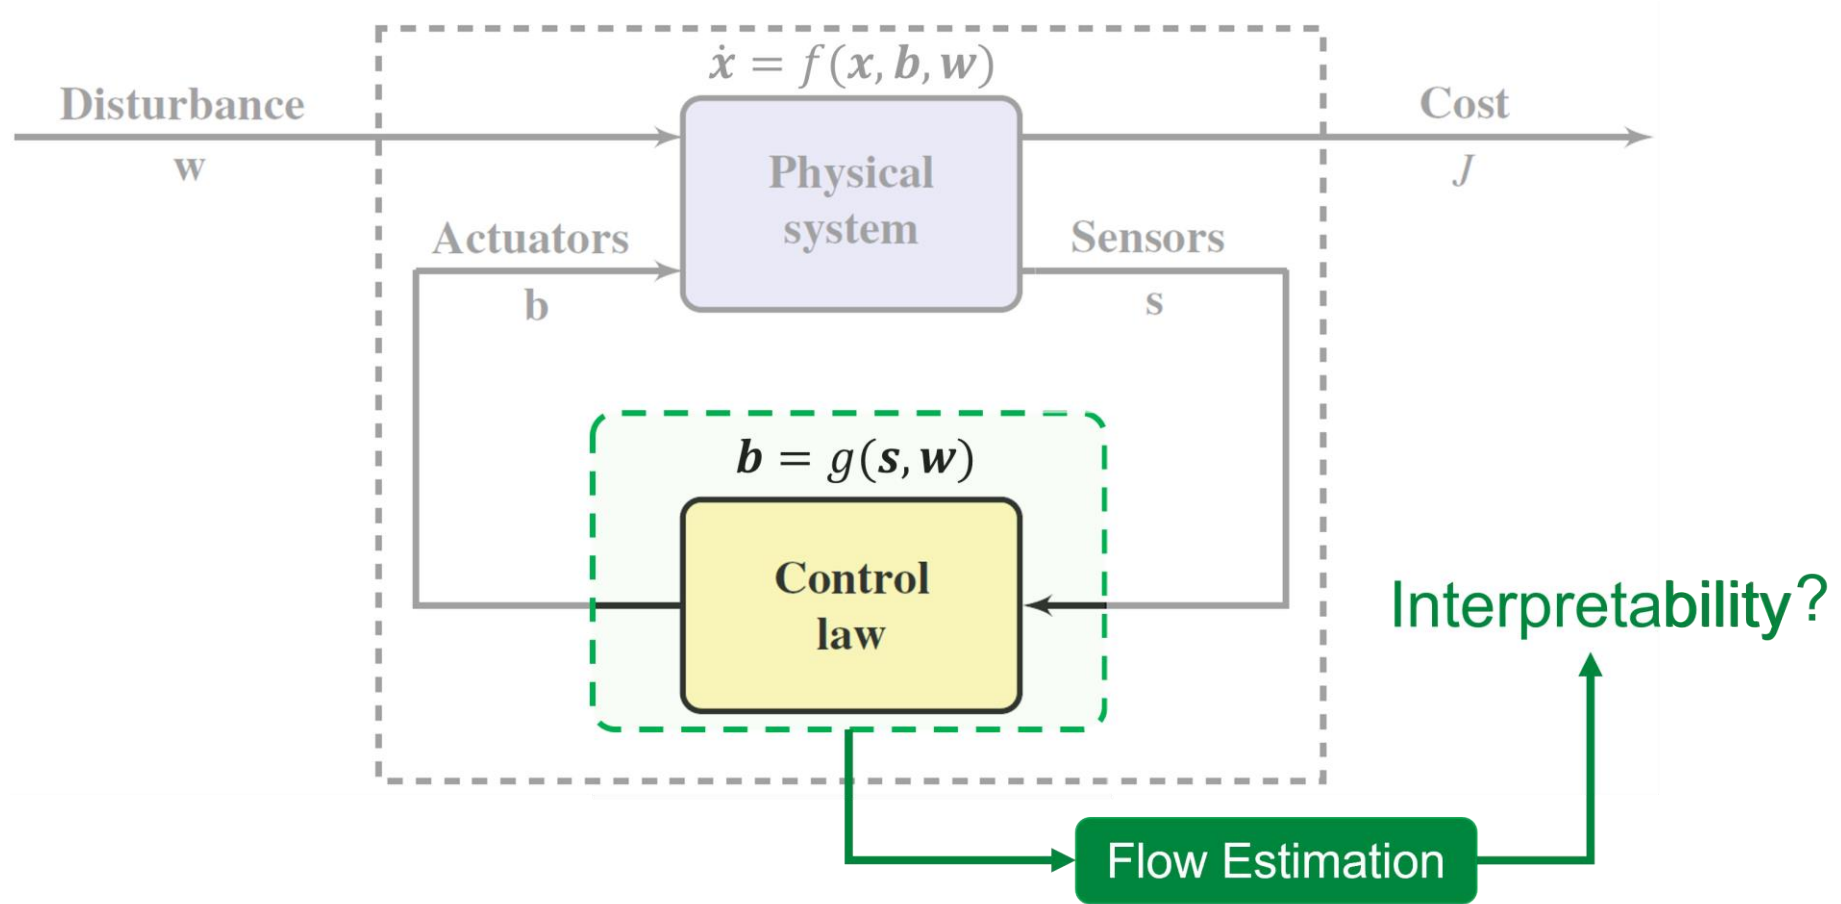 ẋ = f(x, b, w)
Disturbance
w
Cost
J
Physical
system
Actuators
b
Sensors
s
b = g(s, w)
Control
law
Interpretability?
Flow Estimation